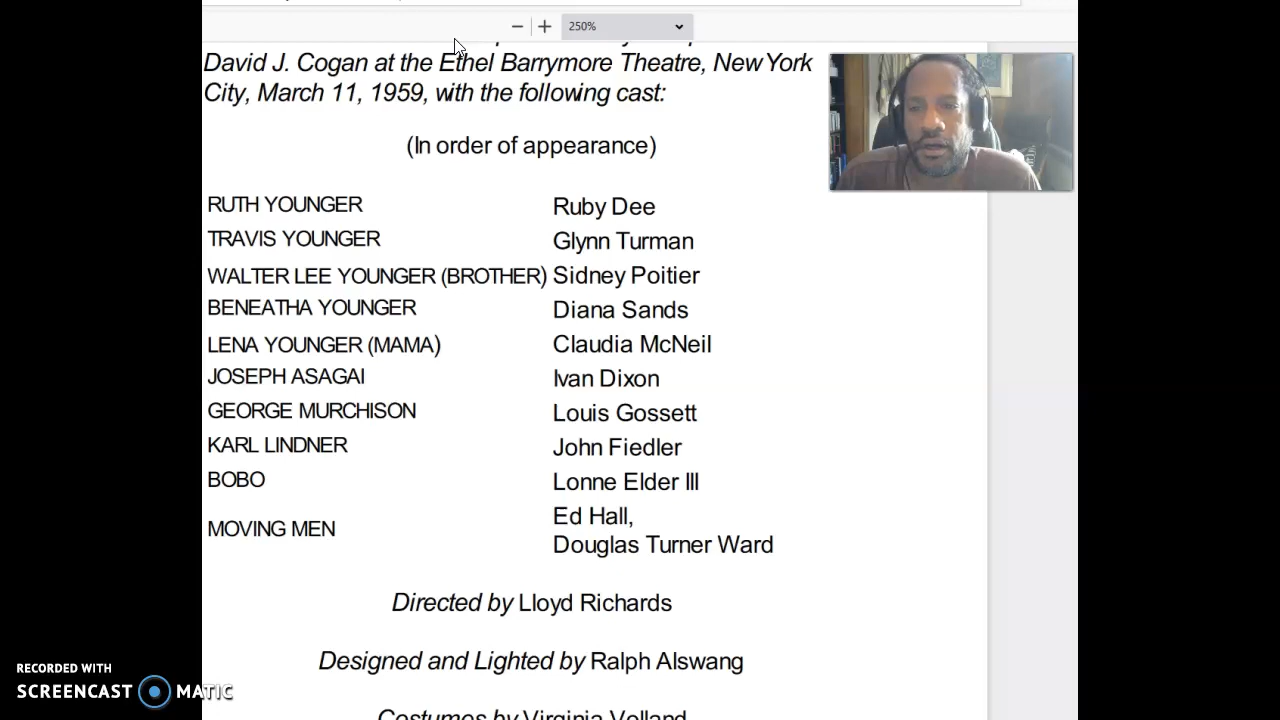 250%
David J. Cogan at the Ethel Barrymore Theatre, New York
City, March 11, 1959, with the following cast:
(In order of appearance)
RUTH YOUNGER Ruby Dee
TRAVIS YOUNGER Glynn Turman
WALTER LEE YOUNGER (BROTHER) Sidney Poitier
BENEATHA YOUNGER Diana Sands
LENA YOUNGER (MAMA) Claudia McNeil
JOSEPH ASAGAI Ivan Dixon
GEORGE MURCHISON Louis Gossett
KARL LINDNER John Fiedler
BOBO Lonne Elder III
MOVING MEN Ed Hall,
Douglas Turner Ward
Directed by Lloyd Richards
Designed and Lighted by Ralph Alswang
Costumes by Virginia Volland
RECORDED WITH
SCREENCAST MATIC